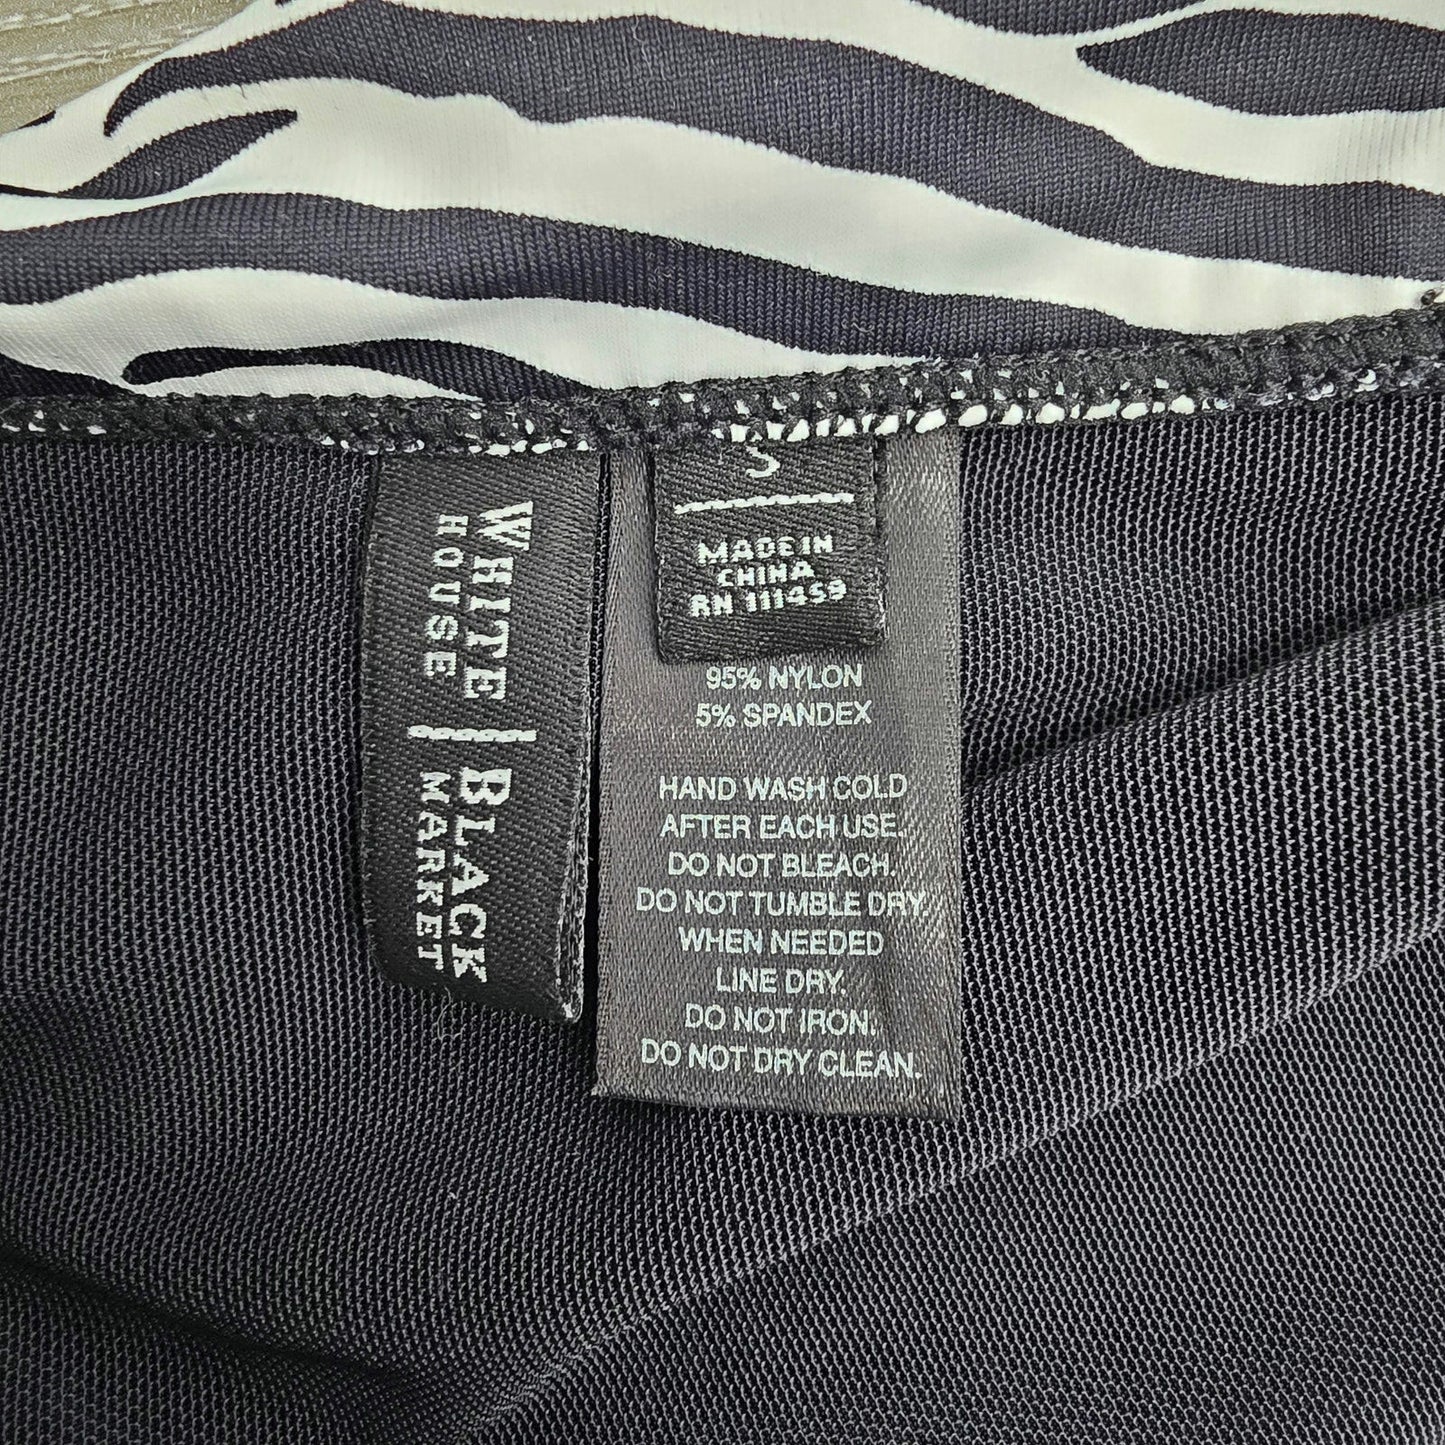 WHITE | BLACK
HOUSE | MARKET
S
MADE IN
CHINA
RN 111459
95% NYLON
5% SPANDEX
HAND WASH COLD
AFTER EACH USE.
DO NOT BLEACH.
DO NOT TUMBLE DRY.
WHEN NEEDED
LINE DRY.
DO NOT IRON.
DO NOT DRY CLEAN.